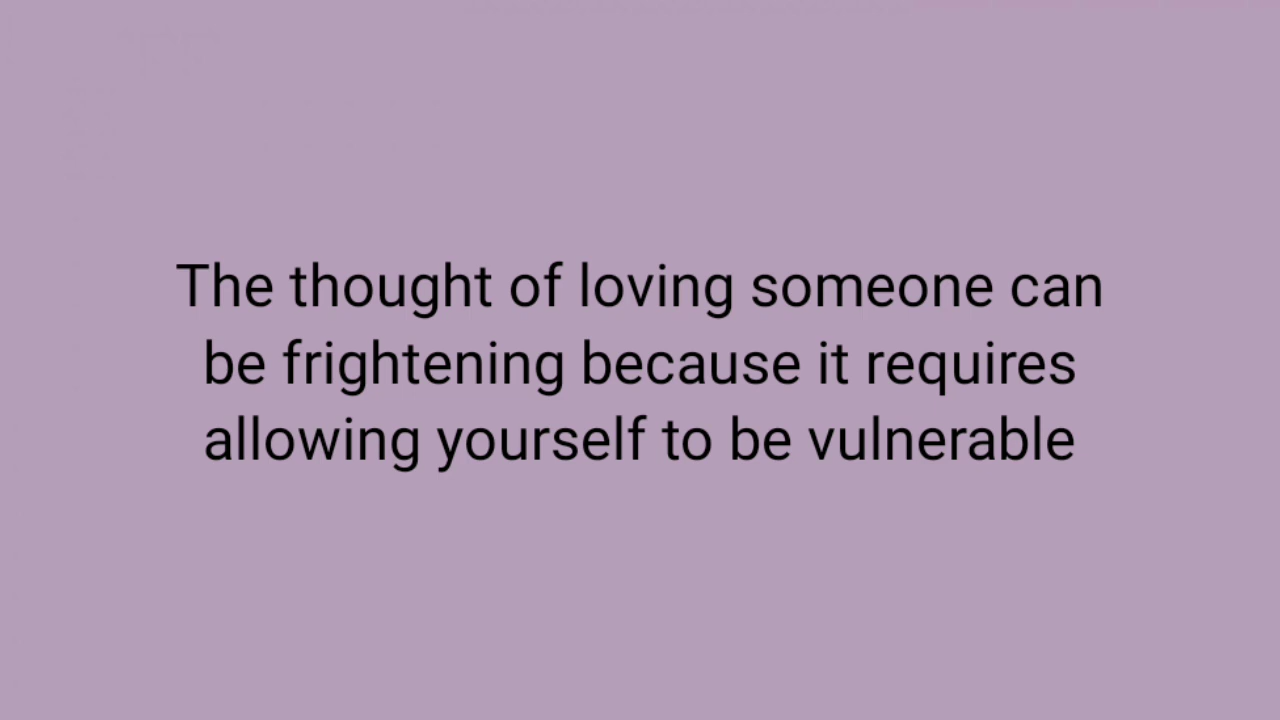 The thought of loving someone can
be frightening because it requires
allowing yourself to be vulnerable